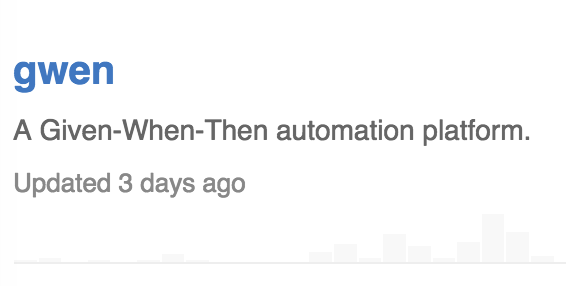 gwen
A Given-When-Then automation platform.
Updated 3 days ago